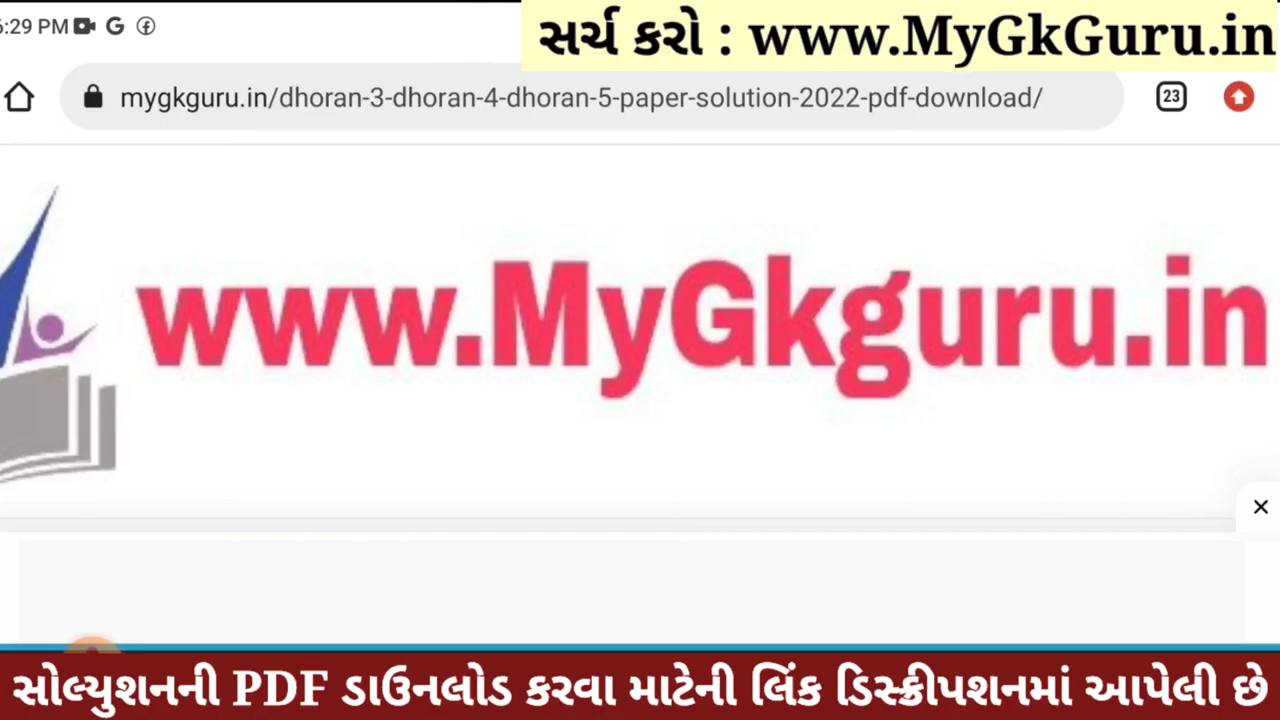 6:29 PM
સર્ચ કરો : www.MyGkGuru.in
mygkguru.in/dhoran-3-dhoran-4-dhoran-5-paper-solution-2022-pdf-download/
23
www.MyGkguru.in
સોલ્યુશનની PDF ડાઉનલોડ કરવા માટેની લિંક ડિસ્ક્રીપશનમાં આપેલી છે